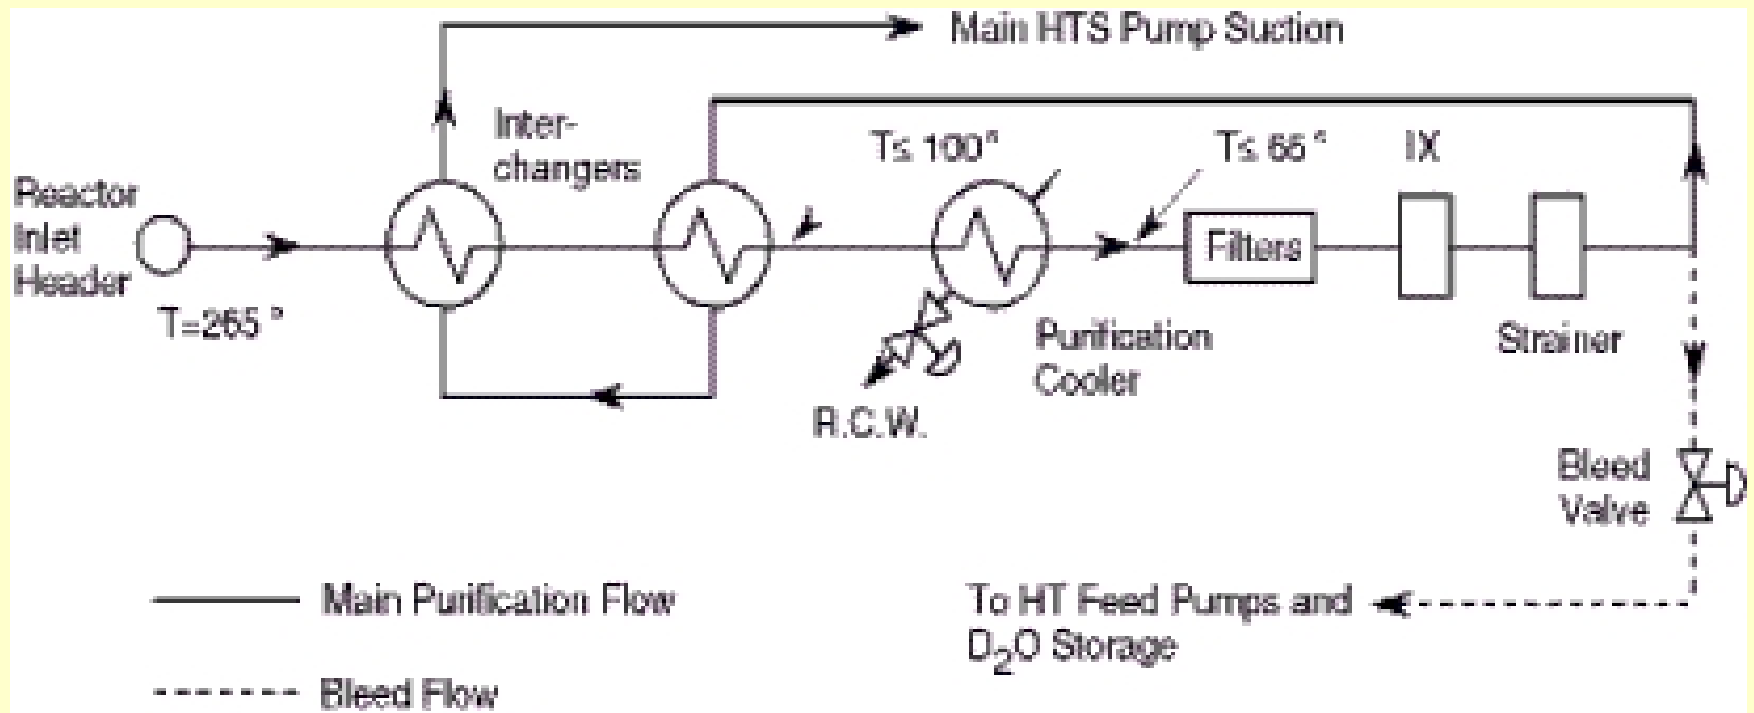 Main HTS Pump Suction
Inter-
changers
T≤ 100°
T≤ 66°
IX
Reactor
Inlet
Header
T=265°
Filters
Purification
Cooler
Strainer
R.C.W.
Bleed
Valve
Main Purification Flow
To HT Feed Pumps and
D₂O Storage
Bleed Flow